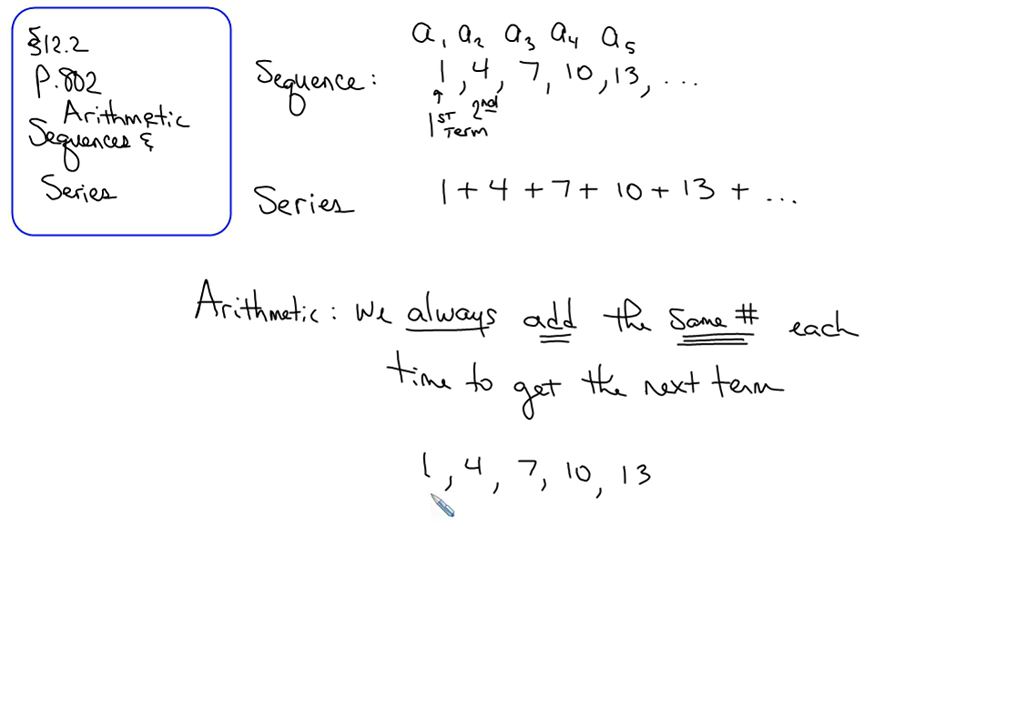 §12.2
P.802
Arithmetic
Sequences &
Series
a₁ a₂ a₃ a₄ a₅
Sequence: 1, 4, 7, 10, 13, ...
1ST 2nd
Term
Series 1 + 4 + 7 + 10 + 13 + ...
Arithmetic: We always add the same # each
time to get the next term
1, 4, 7, 10, 13